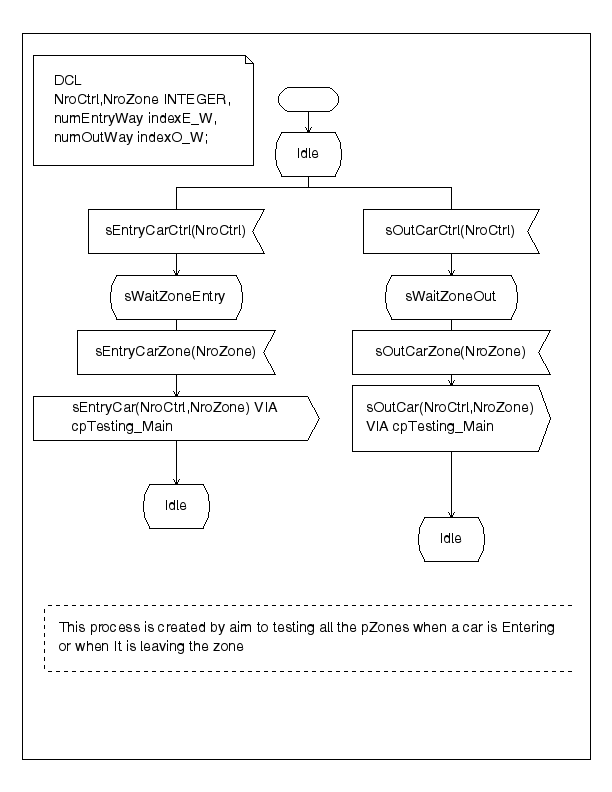 DCL
NroCtrl,NroZone INTEGER,
numEntryWay indexE_W,
numOutWay indexO_W;
Idle
sEntryCarCtrl(NroCtrl)
sOutCarCtrl(NroCtrl)
sWaitZoneEntry
sWaitZoneOut
sEntryCarZone(NroZone)
sOutCarZone(NroZone)
sEntryCar(NroCtrl,NroZone) VIA
cpTesting_Main
sOutCar(NroCtrl,NroZone)
VIA cpTesting_Main
Idle
Idle
This process is created by aim to testing all the pZones when a car is Entering
or when It is leaving the zone